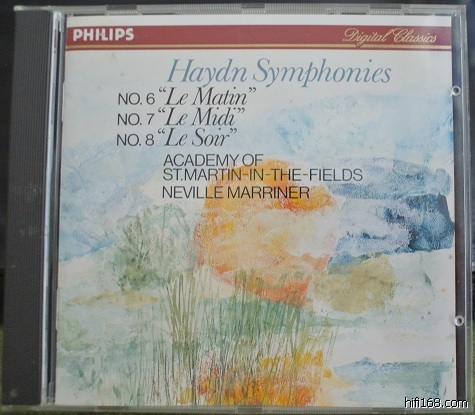 PHILIPS
Digital Classics
Haydn Symphonies
NO. 6 "Le Matin"
NO. 7 "Le Midi"
NO. 8 "Le Soir"
ACADEMY OF
ST. MARTIN-IN-THE-FIELDS
NEVILLE MARRINER
hifi168.com